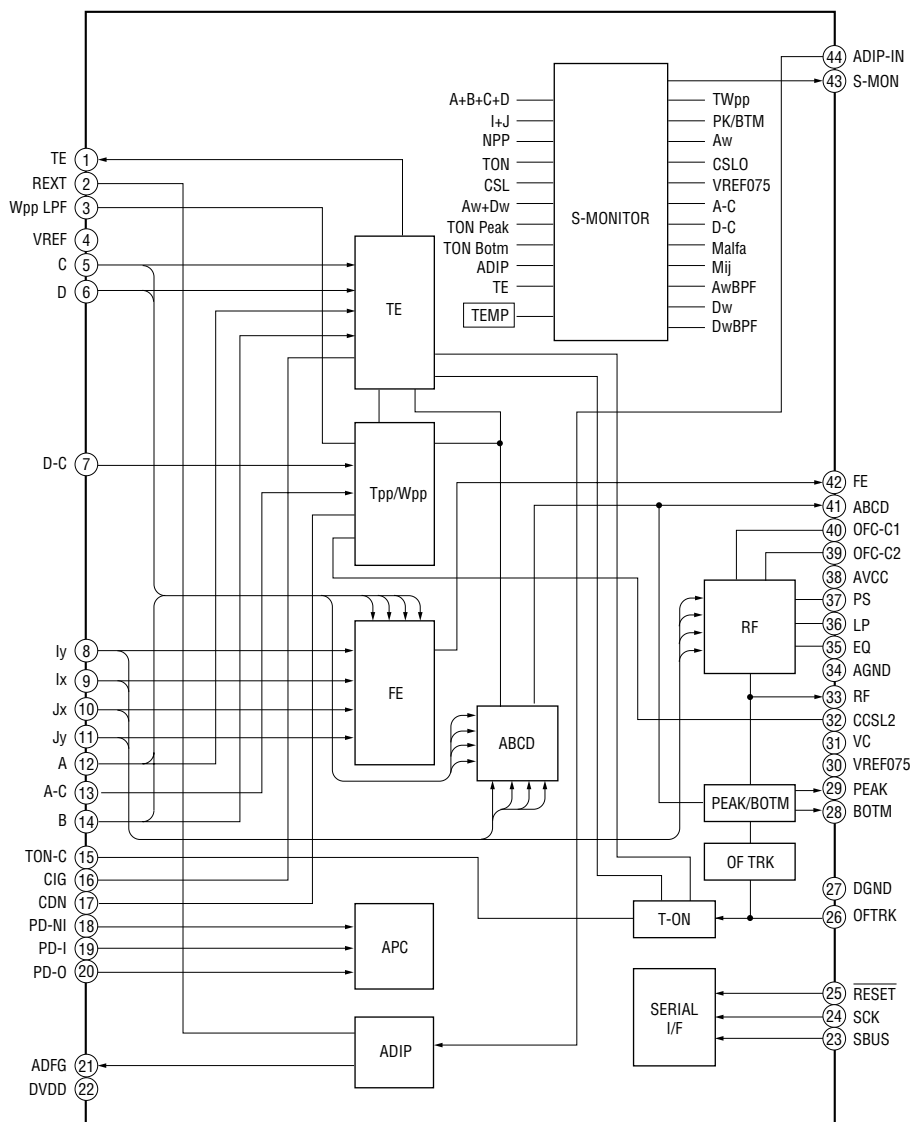 TE 1
REXT 2
Wpp LPF 3
VREF 4
C 5
D 6
D-C 7
Iy 8
Ix 9
Jx 10
Jy 11
A 12
A-C 13
B 14
TON-C 15
CIG 16
CDN 17
PD-NI 18
PD-I 19
PD-O 20
ADFG 21
DVDD 22
TE
Tpp/Wpp
FE
ABCD
APC
ADIP
A+B+C+D
I+J
NPP
TON
CSL
Aw+Dw
TON Peak
TON Botm
ADIP
TE
TEMP
S-MONITOR
TWpp
PK/BTM
Aw
CSLO
VREF075
A-C
D-C
Malfa
Mij
AwBPF
Dw
DwBPF
RF
PEAK/BOTM
OF TRK
T-ON
SERIAL
I/F
44 ADIP-IN
43 S-MON
42 FE
41 ABCD
40 OFC-C1
39 OFC-C2
38 AVCC
37 PS
36 LP
35 EQ
34 AGND
33 RF
32 CCSL2
31 VC
30 VREF075
29 PEAK
28 BOTM
27 DGND
26 OFTRK
25 RESET
24 SCK
23 SBUS